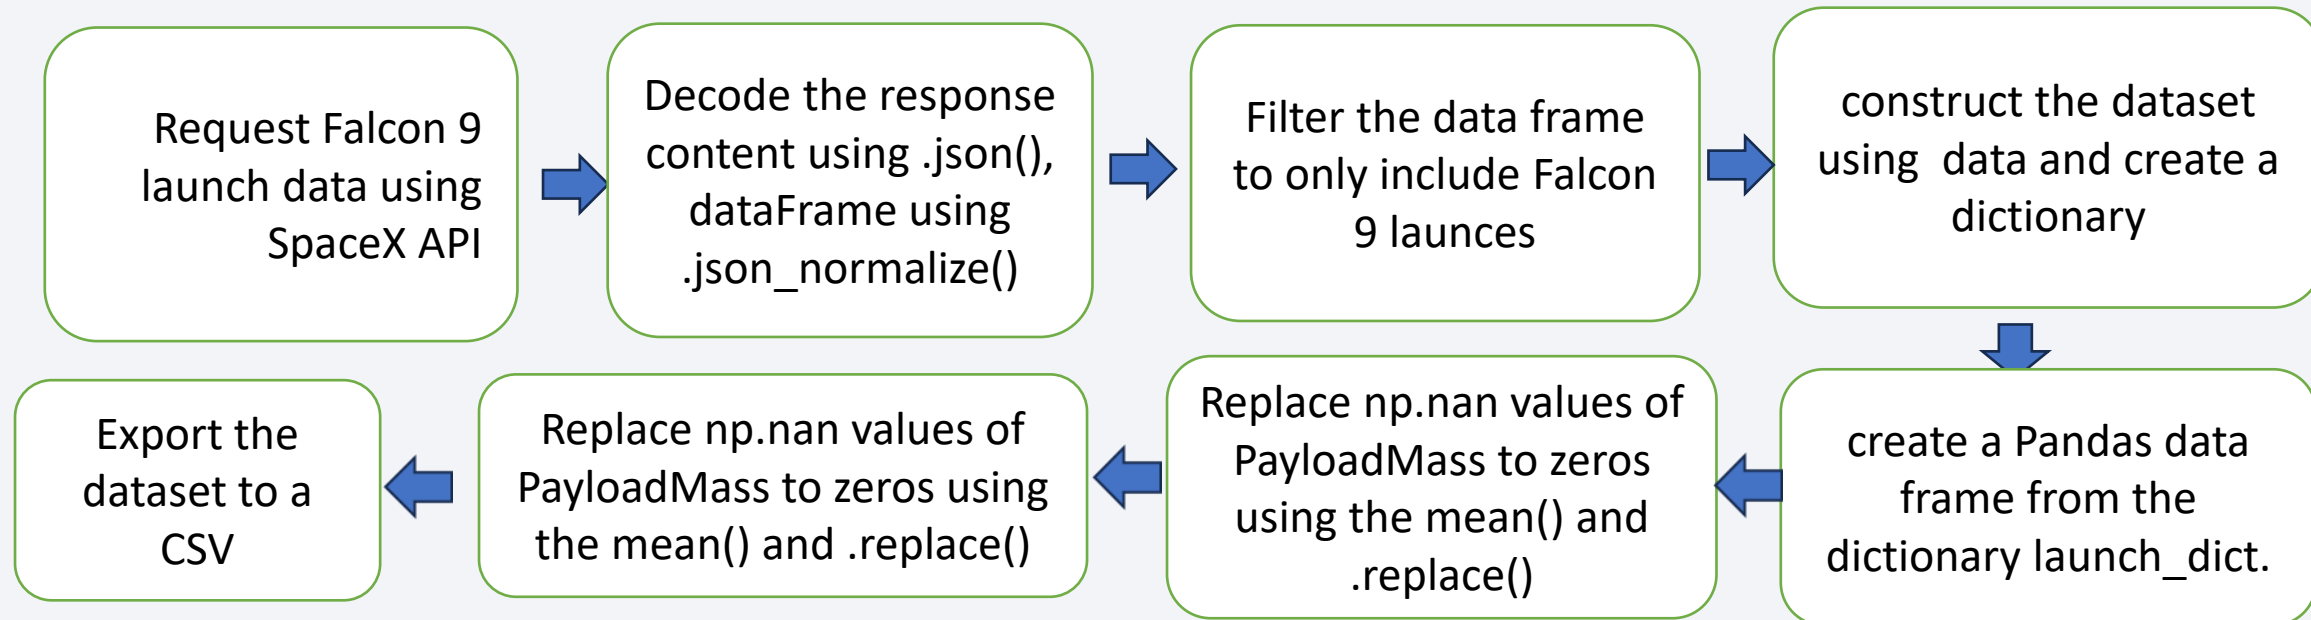 Request Falcon 9
launch data using
SpaceX API
Decode the response
content using .json(),
dataFrame using
.json_normalize()
Filter the data frame
to only include Falcon
9 launces
construct the dataset
using  data and create a
dictionary
create a Pandas data
frame from the
dictionary launch_dict.
Replace np.nan values of
PayloadMass to zeros
using the mean() and
.replace()
Replace np.nan values of
PayloadMass to zeros using
the mean() and .replace()
Export the
dataset to a
CSV